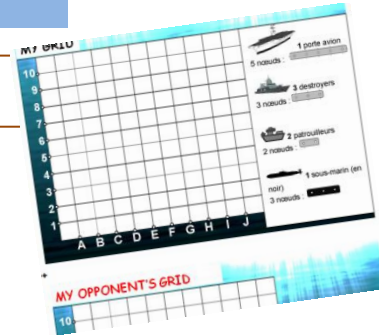 MY GRID
10
9
8
7
6
5
4
3
2
1
A B C D E F G H I J
1 porte avion
5 nœuds :
3 destroyers
3 nœuds :
2 patrouilleurs
2 nœuds :
1 sous-marin (en
noir)
3 nœuds :
MY OPPONENT'S GRID
10